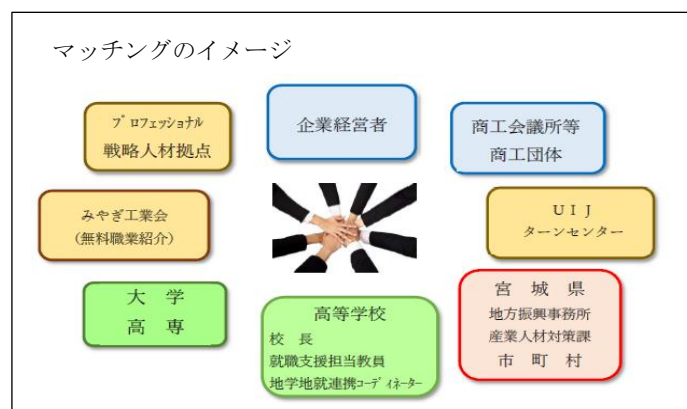 マッチングのイメージ
プロフェッショナル
戦略人材拠点
企業経営者
商工会議所等
商工団体
みやぎ工業会
(無料職業紹介)
UIJ
ターンセンター
大 学
高 専
高等学校
校 長
就職支援担当教員
地学地就連携コーディネーター
宮 城 県
地方振興事務所
産業人材対策課
市 町 村